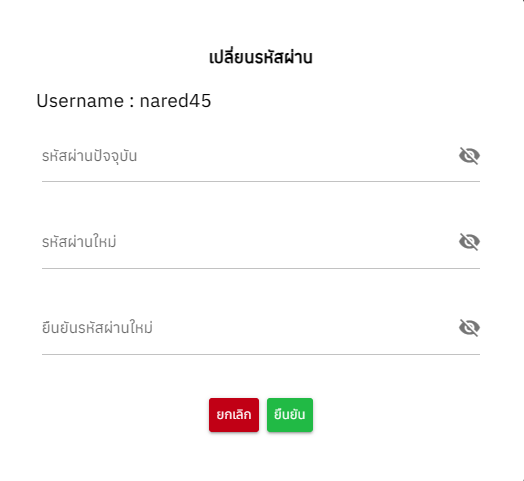 เปลี่ยนรหัสผ่าน
Username : nared45
รหัสผ่านปัจจุบัน
รหัสผ่านใหม่
ยืนยันรหัสผ่านใหม่
ยกเลิก ยืนยัน